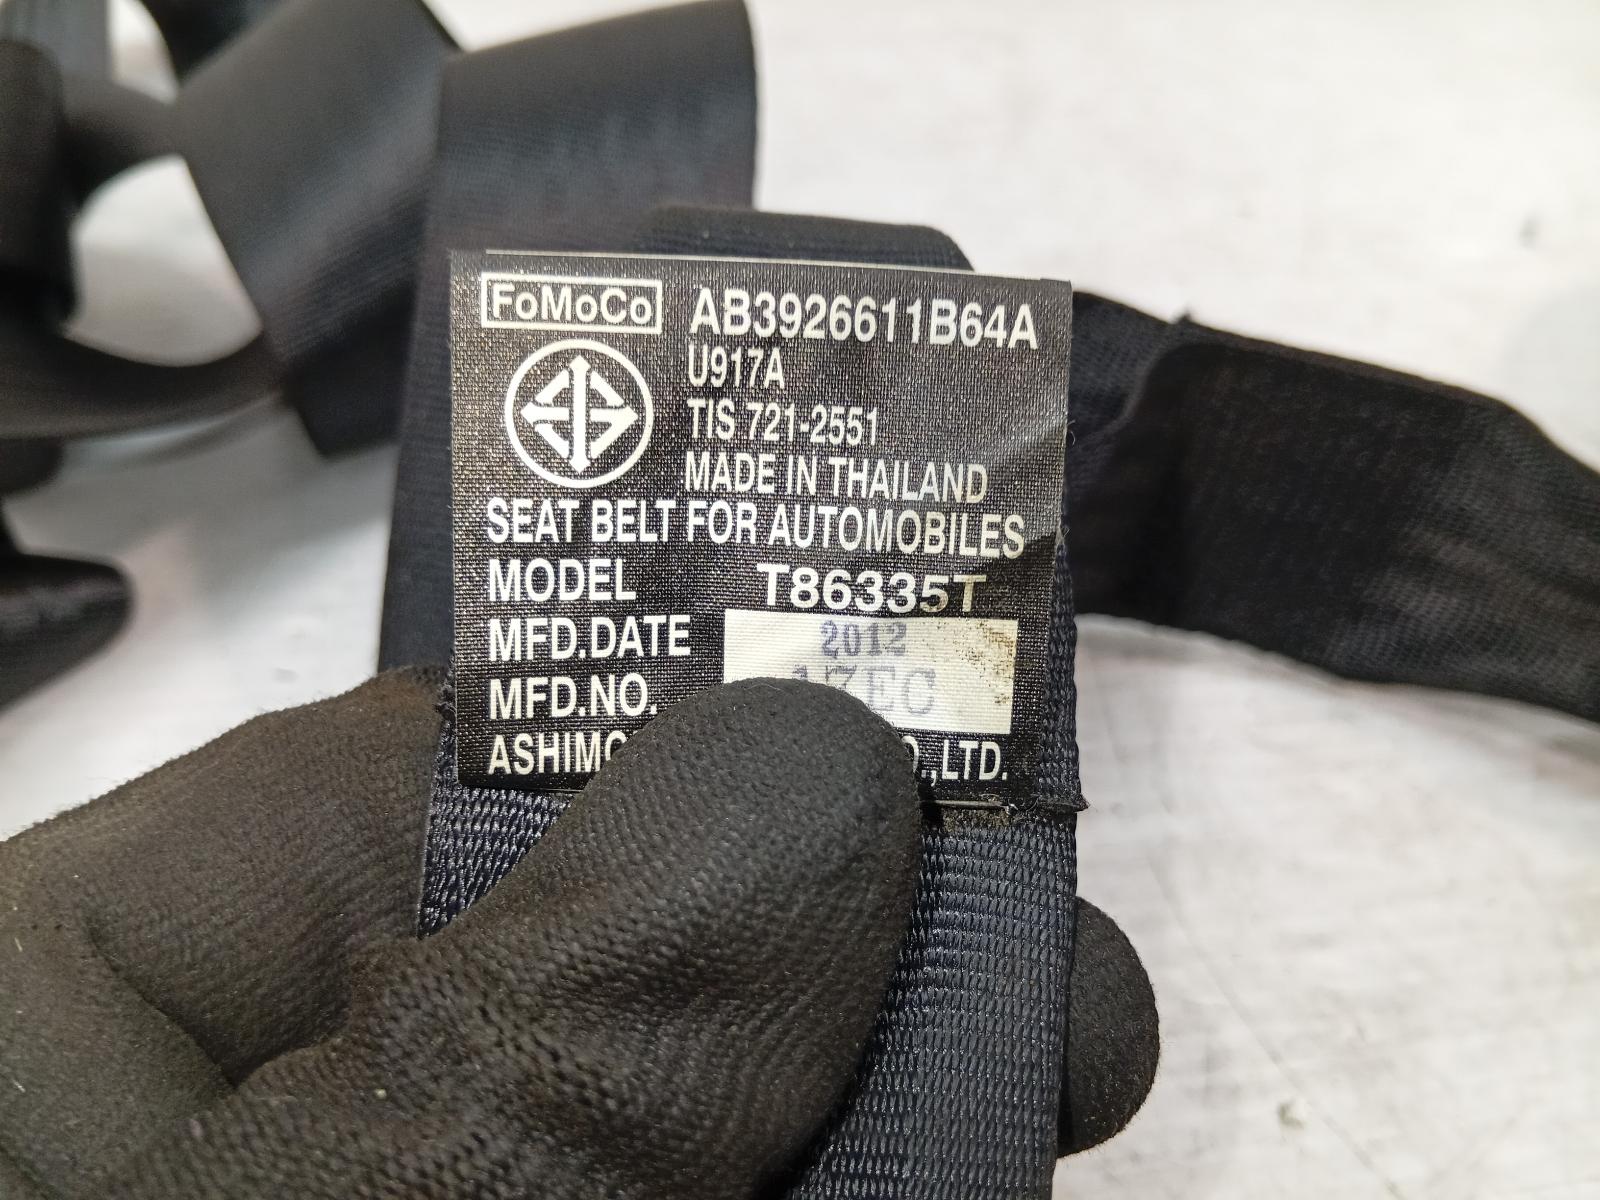 FoMoCo AB3926611B64A
U917A
TIS 721-2551
MADE IN THAILAND
SEAT BELT FOR AUTOMOBILES
MODEL T86335T
MFD.DATE 2012
MFD.NO.
LTD.